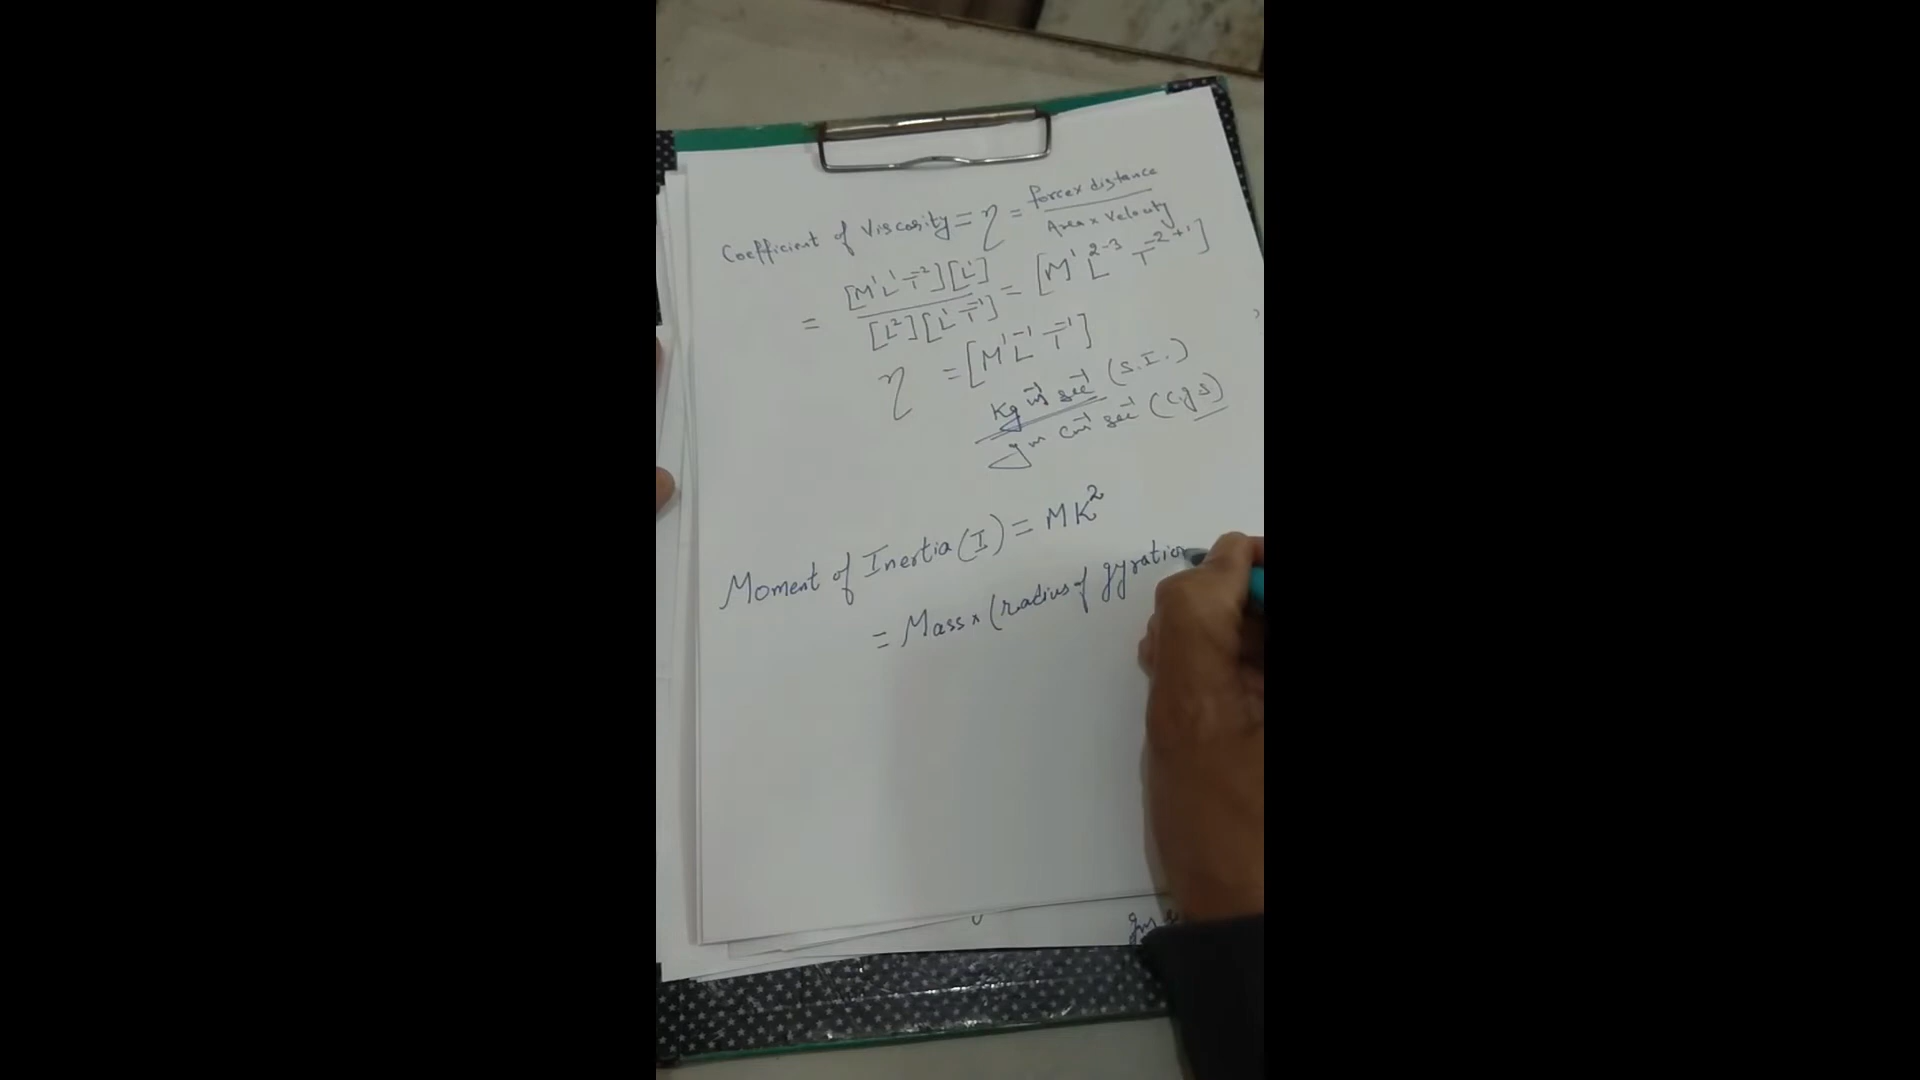 Coefficient of Viscosity = η = force x distance / Area x Velocity
= [M¹L¹T⁻²][L¹] / [L²][L¹T⁻¹] = [M¹ L²⁻³ T⁻²⁺¹]
η = [M¹L⁻¹T⁻¹]
Kg m⁻¹ sec⁻¹ (S.I.)
gm cm⁻¹ sec⁻¹ (C.g.s)
Moment of Inertia (I) = MK²
= Mass x (radius of gyration